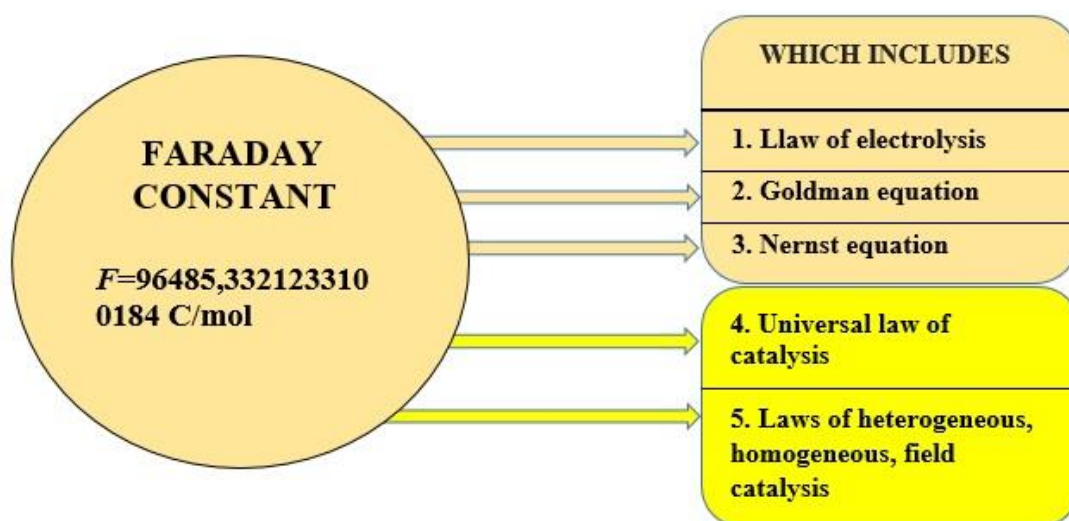 FARADAY
CONSTANT
F=96485,332123310
0184 C/mol
WHICH INCLUDES
1. Llaw of electrolysis
2. Goldman equation
3. Nernst equation
4. Universal law of
catalysis
5. Laws of heterogeneous,
homogeneous, field
catalysis